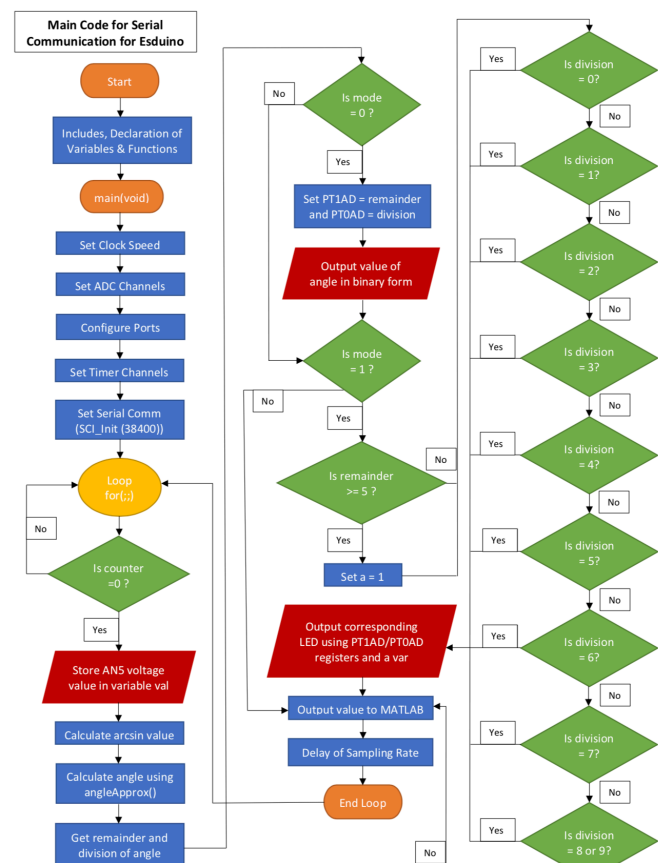 Main Code for Serial
Communication for Esduino
Start
Includes, Declaration of
Variables & Functions
main(void)
Set Clock Speed
Set ADC Channels
Configure Ports
Set Timer Channels
Set Serial Comm
(SCI_Init (38400))
Loop
for(;;)
No
Is counter
=0 ?
Yes
Store AN5 voltage
value in variable val
Calculate arcsin value
Calculate angle using
angleApprox()
Get remainder and
division of angle
No
Is mode
= 0 ?
Yes
Set PT1AD = remainder
and PT0AD = division
Output value of
angle in binary form
Is mode
= 1 ?
No
Yes
Is remainder
>= 5 ?
No
Yes
Set a = 1
Output corresponding
LED using PT1AD/PT0AD
registers and a var
Output value to MATLAB
Delay of Sampling Rate
End Loop
No
Yes
Is division
= 0?
No
Yes
Is division
= 1?
No
Yes
Is division
= 2?
No
Yes
Is division
= 3?
No
Yes
Is division
= 4?
No
Yes
Is division
= 5?
No
Yes
Is division
= 6?
No
Yes
Is division
= 7?
No
Yes
Is division
= 8 or 9?